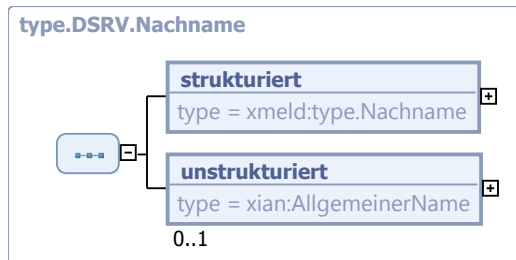 type.DSRV.Nachname
strukturiert
type = xmeld:type.Nachname
unstrukturiert
type = xian:AllgemeinerName
0..1